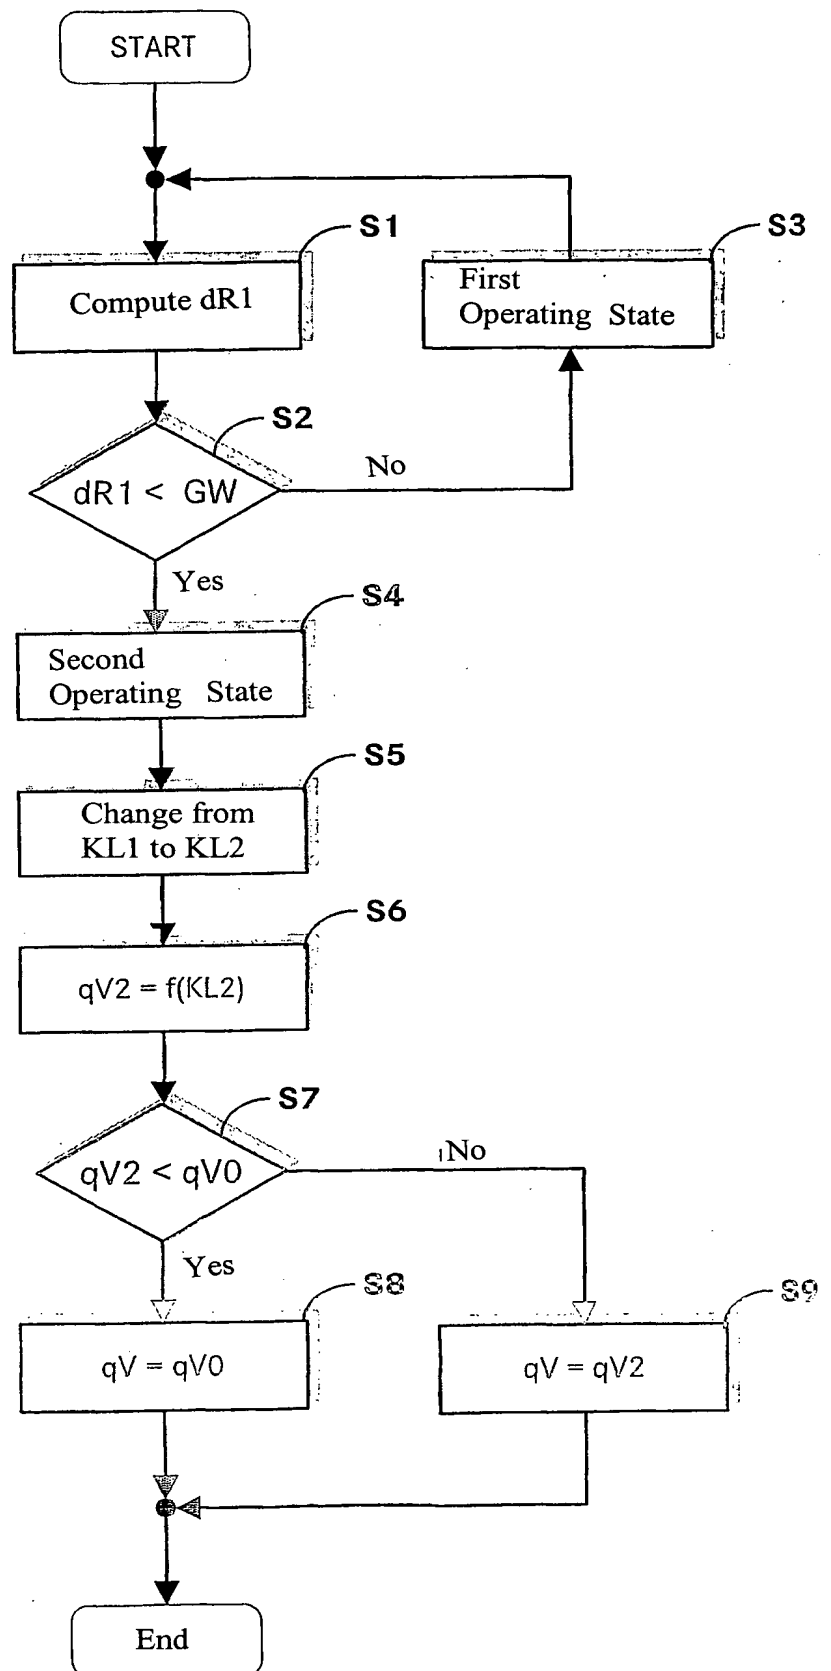 START
S1
Compute dR1
S3
First
Operating State
S2
dR1 < GW
No
Yes
S4
Second
Operating State
S5
Change from
KL1 to KL2
S6
qV2 = f(KL2)
S7
qV2 < qV0
No
Yes
S8
qV = qV0
S9
qV = qV2
End